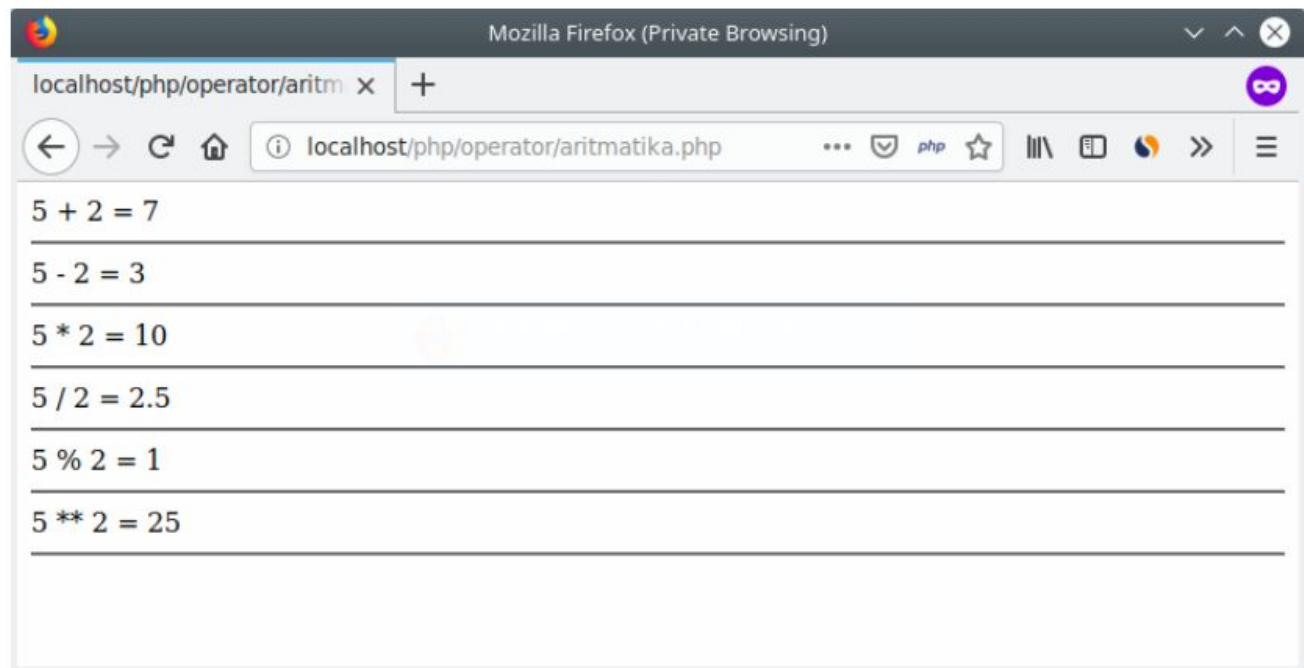 Mozilla Firefox (Private Browsing)
localhost/php/operator/aritm
localhost/php/operator/aritmatika.php
php
5 + 2 = 7
5 - 2 = 3
5 * 2 = 10
5 / 2 = 2.5
5 % 2 = 1
5 ** 2 = 25